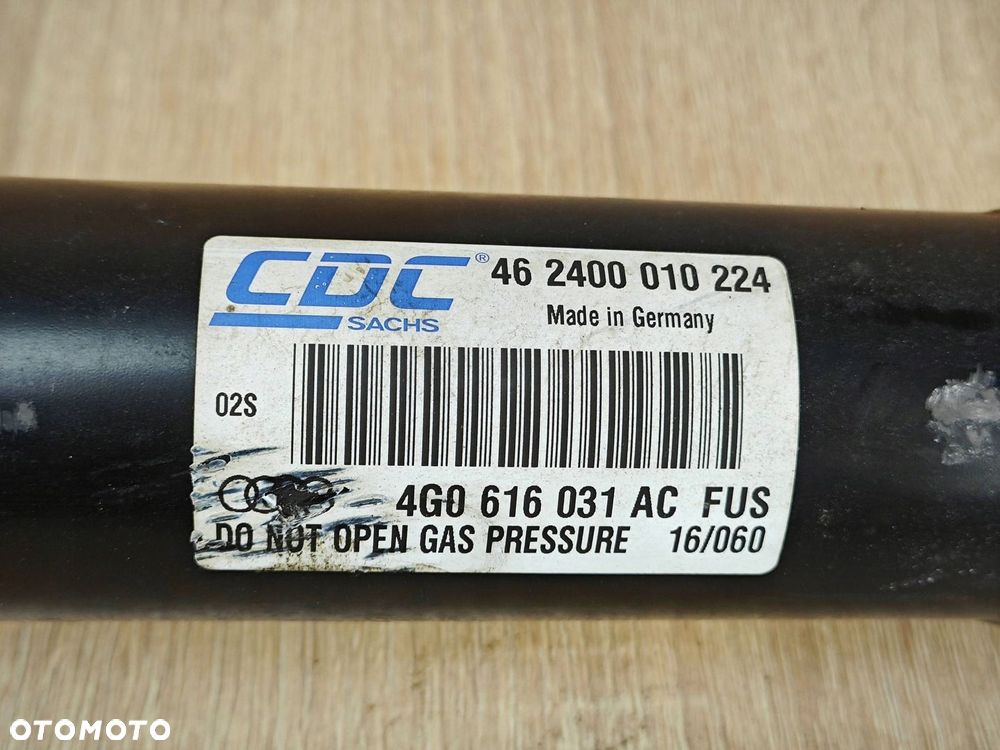 CDC® 46 2400 010 224
SACHS Made in Germany
02S
4G0 616 031 AC FUS
DO NOT OPEN GAS PRESSURE 16/060
OTOMOTO